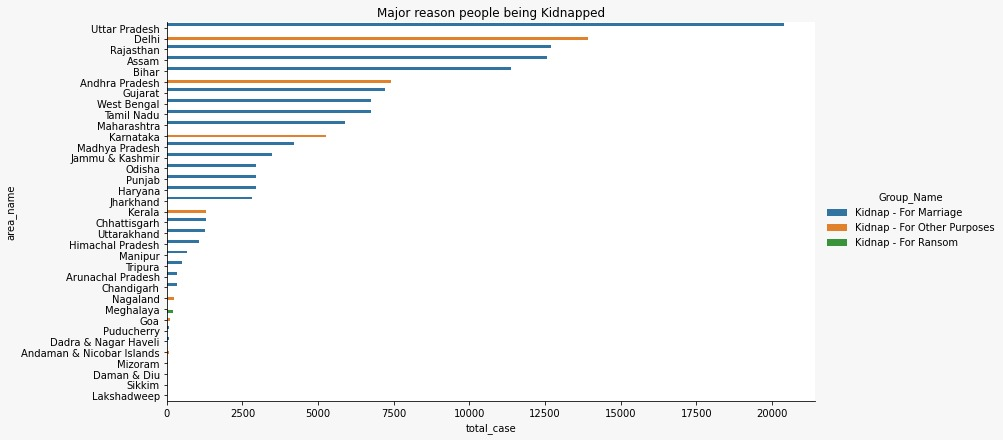 Major reason people being Kidnapped
Uttar Pradesh
Delhi
Rajasthan
Assam
Bihar
Andhra Pradesh
Gujarat
West Bengal
Tamil Nadu
Maharashtra
Karnataka
Madhya Pradesh
Jammu & Kashmir
Odisha
Punjab
Haryana
Jharkhand
Kerala
Chhattisgarh
Uttarakhand
Himachal Pradesh
Manipur
Tripura
Arunachal Pradesh
Chandigarh
Nagaland
Meghalaya
Goa
Puducherry
Dadra & Nagar Haveli
Andaman & Nicobar Islands
Mizoram
Daman & Diu
Sikkim
Lakshadweep
area_name
0 2500 5000 7500 10000 12500 15000 17500 20000
total_case
Group_Name
Kidnap - For Marriage
Kidnap - For Other Purposes
Kidnap - For Ransom